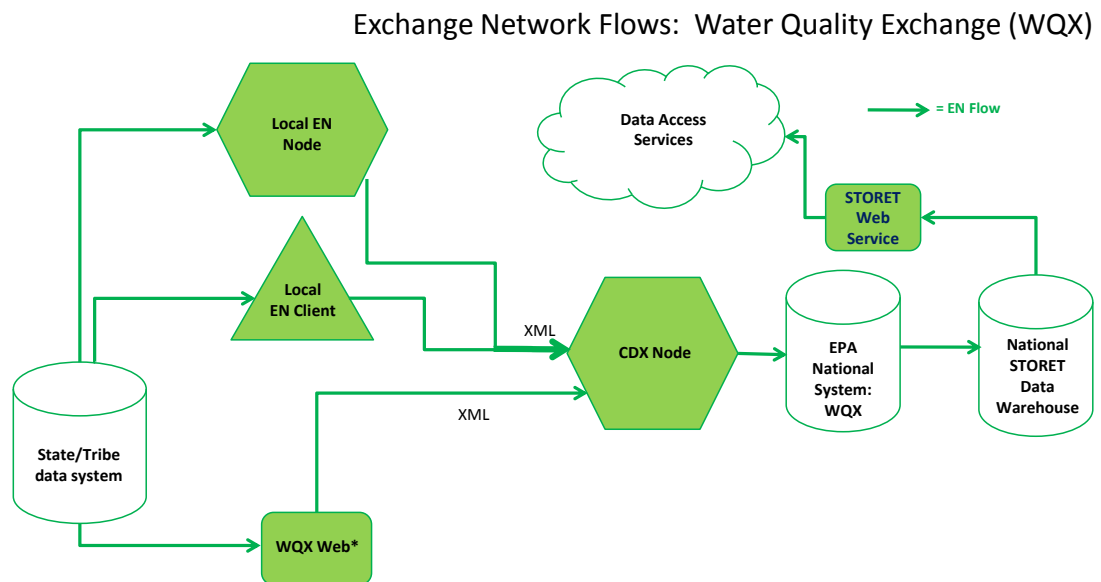 Exchange Network Flows:  Water Quality Exchange (WQX)
Local EN
Node
Data Access
Services
= EN Flow
STORET
Web
Service
Local
EN Client
XML
CDX Node
EPA
National
System:
WQX
National
STORET
Data
Warehouse
XML
State/Tribe
data system
WQX Web*